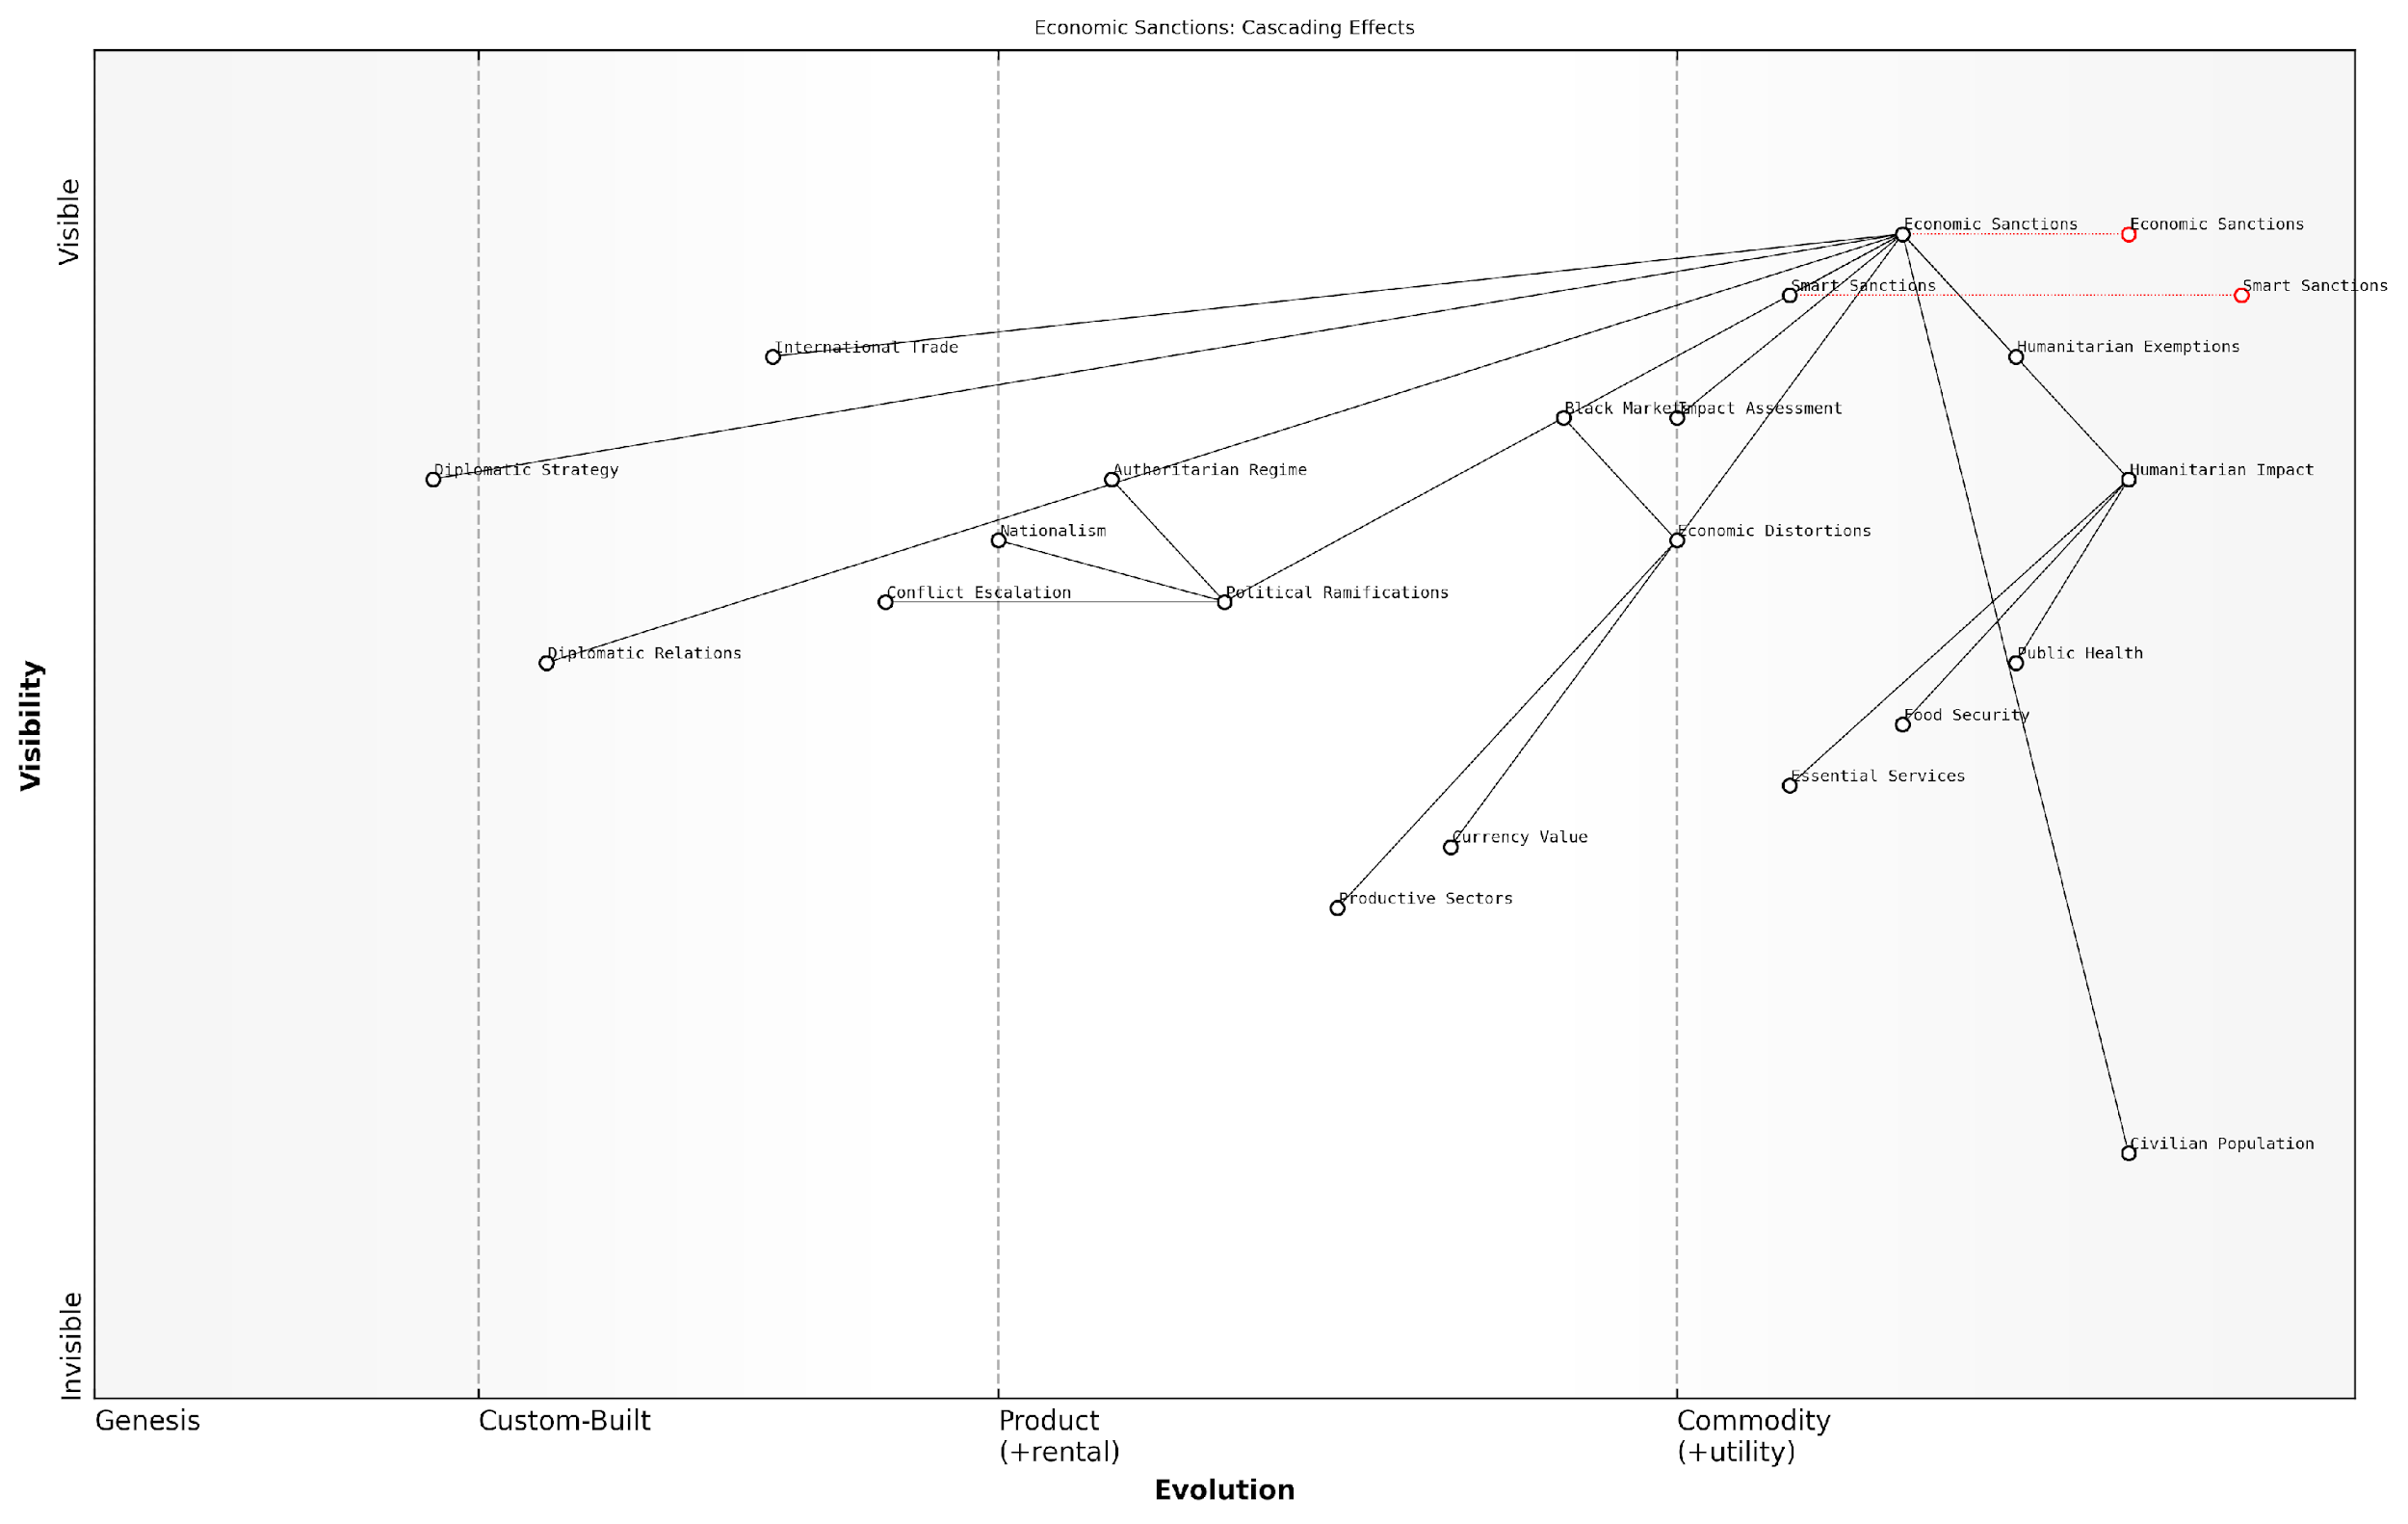 Economic Sanctions: Cascading Effects
Visible
Economic Sanctions
Economic Sanctions
Smart Sanctions
Smart Sanctions
International Trade
Humanitarian Exemptions
Black Markets
Impact Assessment
Diplomatic Strategy
Authoritarian Regime
Humanitarian Impact
Nationalism
Economic Distortions
Conflict Escalation
Political Ramifications
Diplomatic Relations
Public Health
Food Security
Essential Services
Currency Value
Productive Sectors
Civilian Population
Visibility
Invisible
Genesis
Custom-Built
Product
(+rental)
Commodity
(+utility)
Evolution